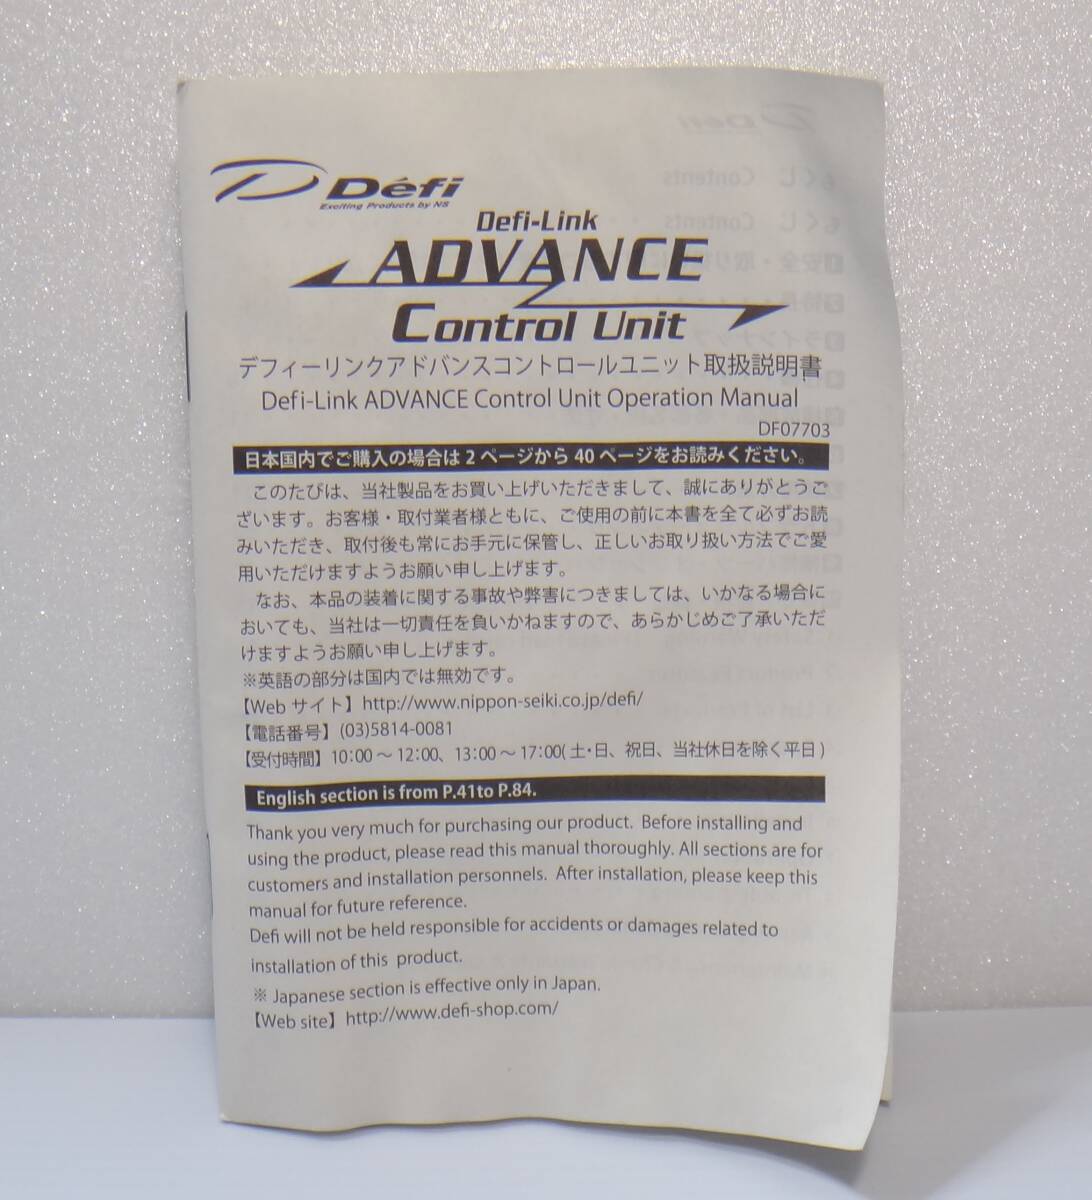 Défi
Exciting Products by NS
Defi-Link
ADVANCE
Control Unit
デフィーリンクアドバンスコントロールユニット取扱説明書
Defi-Link ADVANCE Control Unit Operation Manual
DF07703
日本国内でご購入の場合は 2 ページから 40 ページをお読みください。
このたびは、当社製品をお買い上げいただきまして、誠にありがとうご
ざいます。お客様・取付業者様ともに、ご使用の前に本書を全て必ずお読
みいただき、取付後も常にお手元に保管し、正しいお取り扱い方法でご愛
用いただけますようお願い申し上げます。
なお、本品の装着に関する事故や弊害につきましては、いかなる場合に
おいても、当社は一切責任を負いかねますので、あらかじめご了承いただ
けますようお願い申し上げます。
※英語の部分は国内では無効です。
【Web サイト】http://www.nippon-seiki.co.jp/defi/
【電話番号】(03)5814-0081
【受付時間】10:00 ～ 12:00、13:00 ～ 17:00( 土・日、祝日、当社休日を除く平日 )
English section is from P.41to P.84.
Thank you very much for purchasing our product. Before installing and
using the product, please read this manual thoroughly. All sections are for
customers and installation personnels. After installation, please keep this
manual for future reference.
Defi will not be held responsible for accidents or damages related to
installation of this product.
※ Japanese section is effective only in Japan.
【Web site】http://www.defi-shop.com/